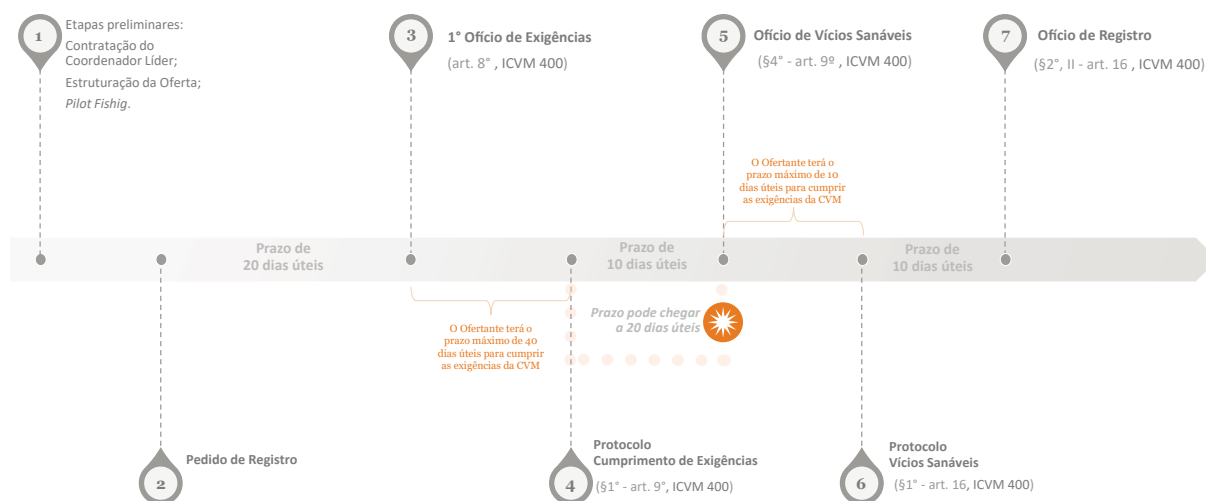 1
Etapas preliminares:
Contratação do
Coordenador Líder;
Estruturação da Oferta;
Pilot Fishig.
3
1° Ofício de Exigências
(art. 8° , ICVM 400)
5
Ofício de Vícios Sanáveis
(§4° - art. 9º , ICVM 400)
7
Ofício de Registro
(§2°, II - art. 16 , ICVM 400)
O Ofertante terá o
prazo máximo de 10
dias úteis para cumprir
as exigências da CVM
Prazo de
20 dias úteis
Prazo de
10 dias úteis
Prazo de
10 dias úteis
O Ofertante terá o
prazo máximo de 40
dias úteis para cumprir
as exigências da CVM
Prazo pode chegar
a 20 dias úteis
2
Pedido de Registro
4
Protocolo
Cumprimento de Exigências
(§1° - art. 9°, ICVM 400)
6
Protocolo
Vícios Sanáveis
(§1° - art. 16, ICVM 400)